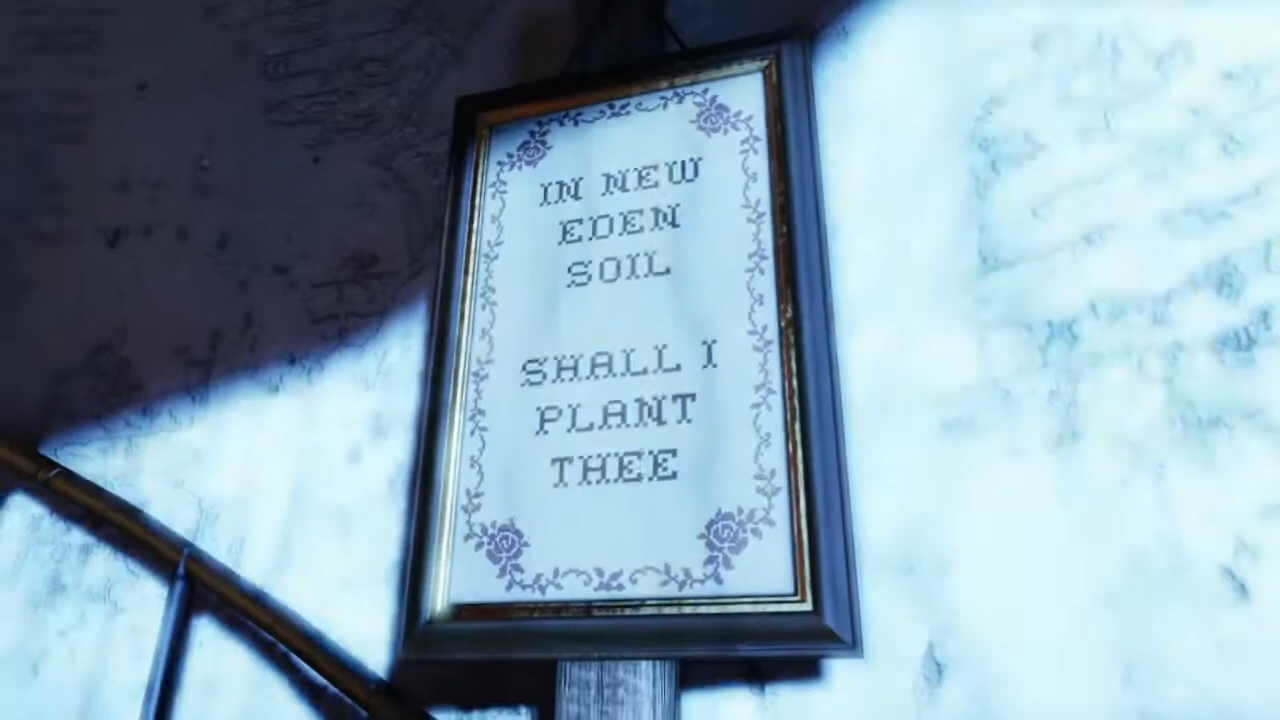 IN NEW
EDEN
SOIL
SHALL I
PLANT
THEE